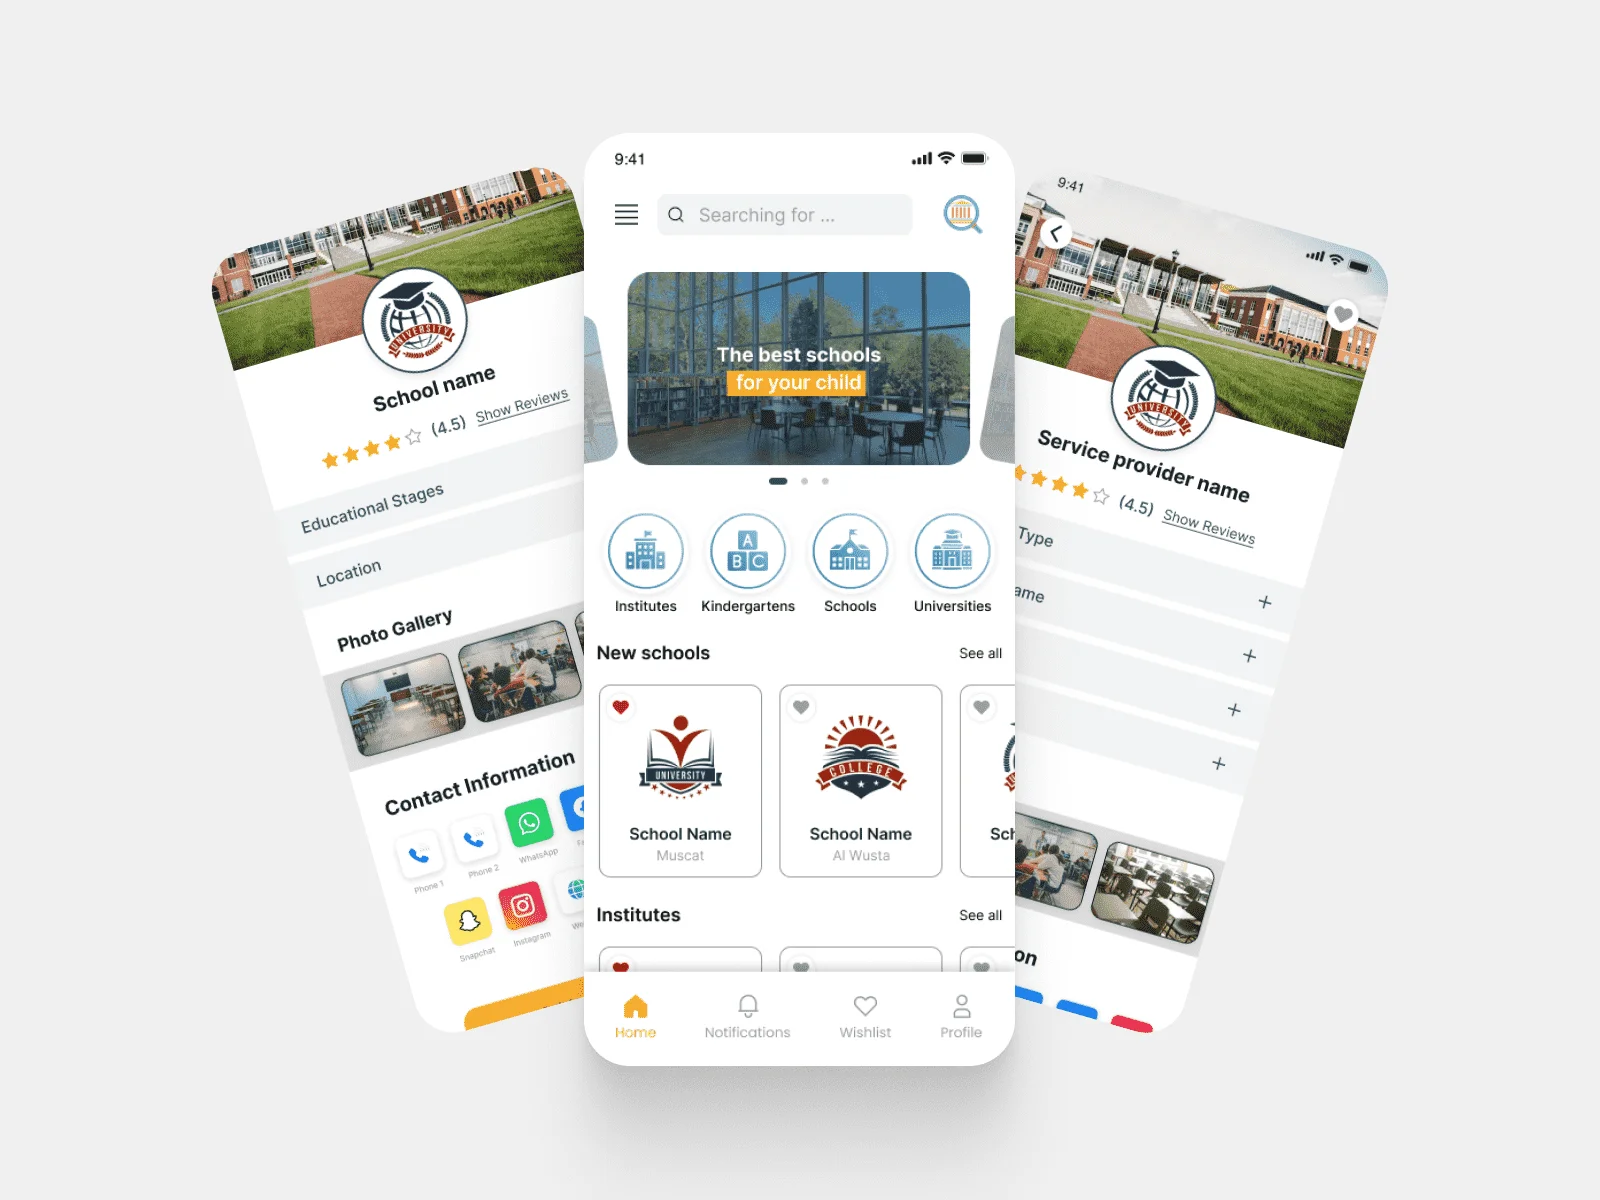 School name
(4.5) Show Reviews
Educational Stages
Location
Photo Gallery
Contact Information
Phone 1
Phone 2
WhatsApp
Snapchat
Instagram
UNIVERSITY
9:41
Searching for ...
The best schools
for your child
A
B C
Institutes
Kindergartens
Schools
Universities
New schools
See all
UNIVERSITY
School Name
Muscat
COLLEGE
School Name
Al Wusta
Sch
Institutes
See all
Home
Notifications
Wishlist
Profile
9:41
UNIVERSITY
Service provider name
(4.5) Show Reviews
Type
ame
on